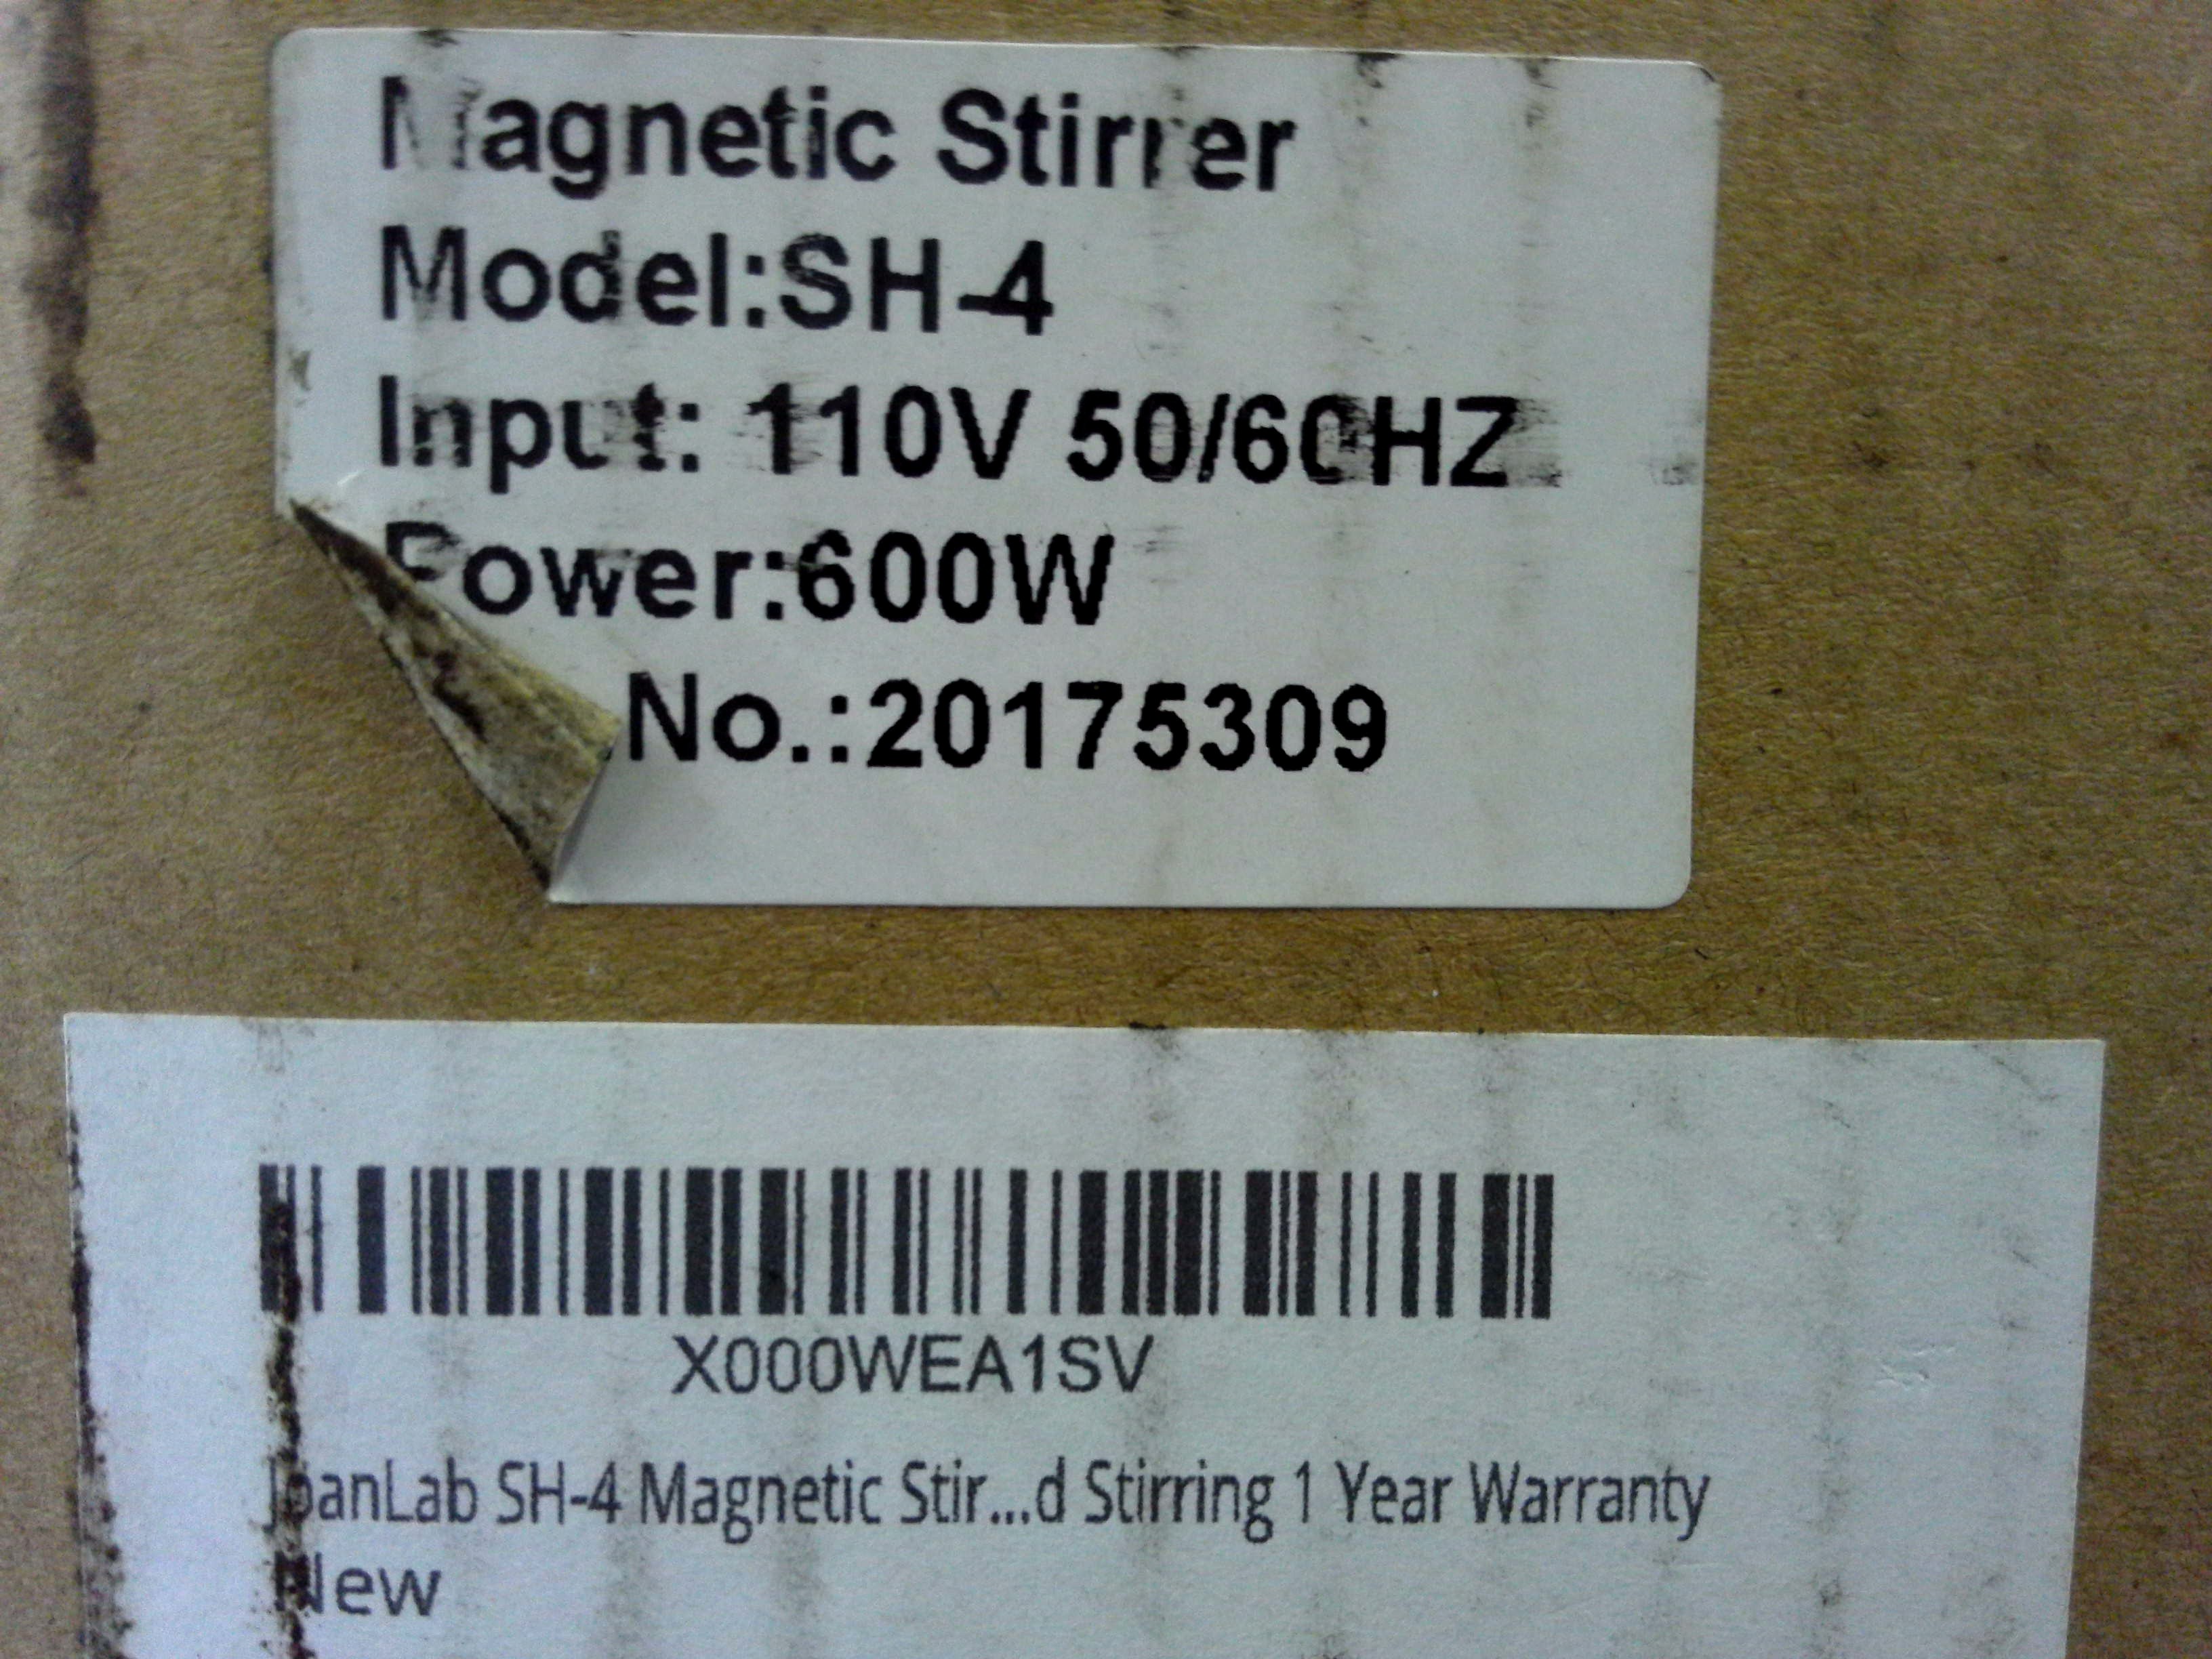 Magnetic Stirrer
Model:SH-4
Input: 110V 50/60HZ
Power:600W
No.:20175309
X000WEA1SV
JoanLab SH-4 Magnetic Stir...d Stirring 1 Year Warranty
New